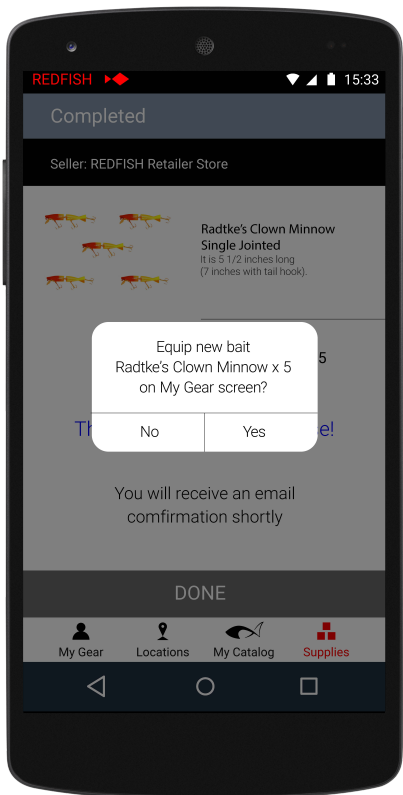 REDFISH
15:33
Completed
Seller: REDFISH Retailer Store
Radtke's Clown Minnow
Single Jointed
It is 5 1/2 inches long
(7 inches with tail hook).
5
Equip new bait
Radtke's Clown Minnow x 5
on My Gear screen?
No
Yes
You will receive an email
comfirmation shortly
DONE
My Gear
Locations
My Catalog
Supplies